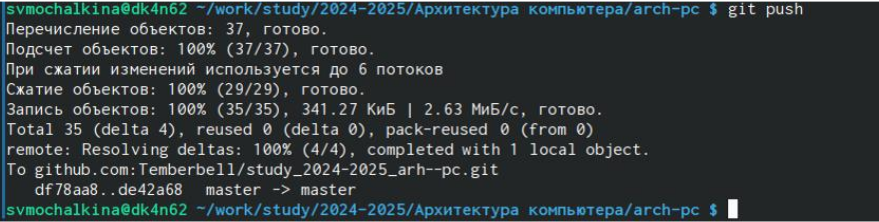 svmochalkina@dk4n62 ~/work/study/2024-2025/Архитектура компьютера/arch-pc $ git push
Перечисление объектов: 37, готово.
Подсчет объектов: 100% (37/37), готово.
При сжатии изменений используется до 6 потоков
Сжатие объектов: 100% (29/29), готово.
Запись объектов: 100% (35/35), 341.27 КиБ | 2.63 МиБ/с, готово.
Total 35 (delta 4), reused 0 (delta 0), pack-reused 0 (from 0)
remote: Resolving deltas: 100% (4/4), completed with 1 local object.
To github.com:Temberbell/study_2024-2025_arh--pc.git
   df78aa8..de42a68  master -> master
svmochalkina@dk4n62 ~/work/study/2024-2025/Архитектура компьютера/arch-pc $